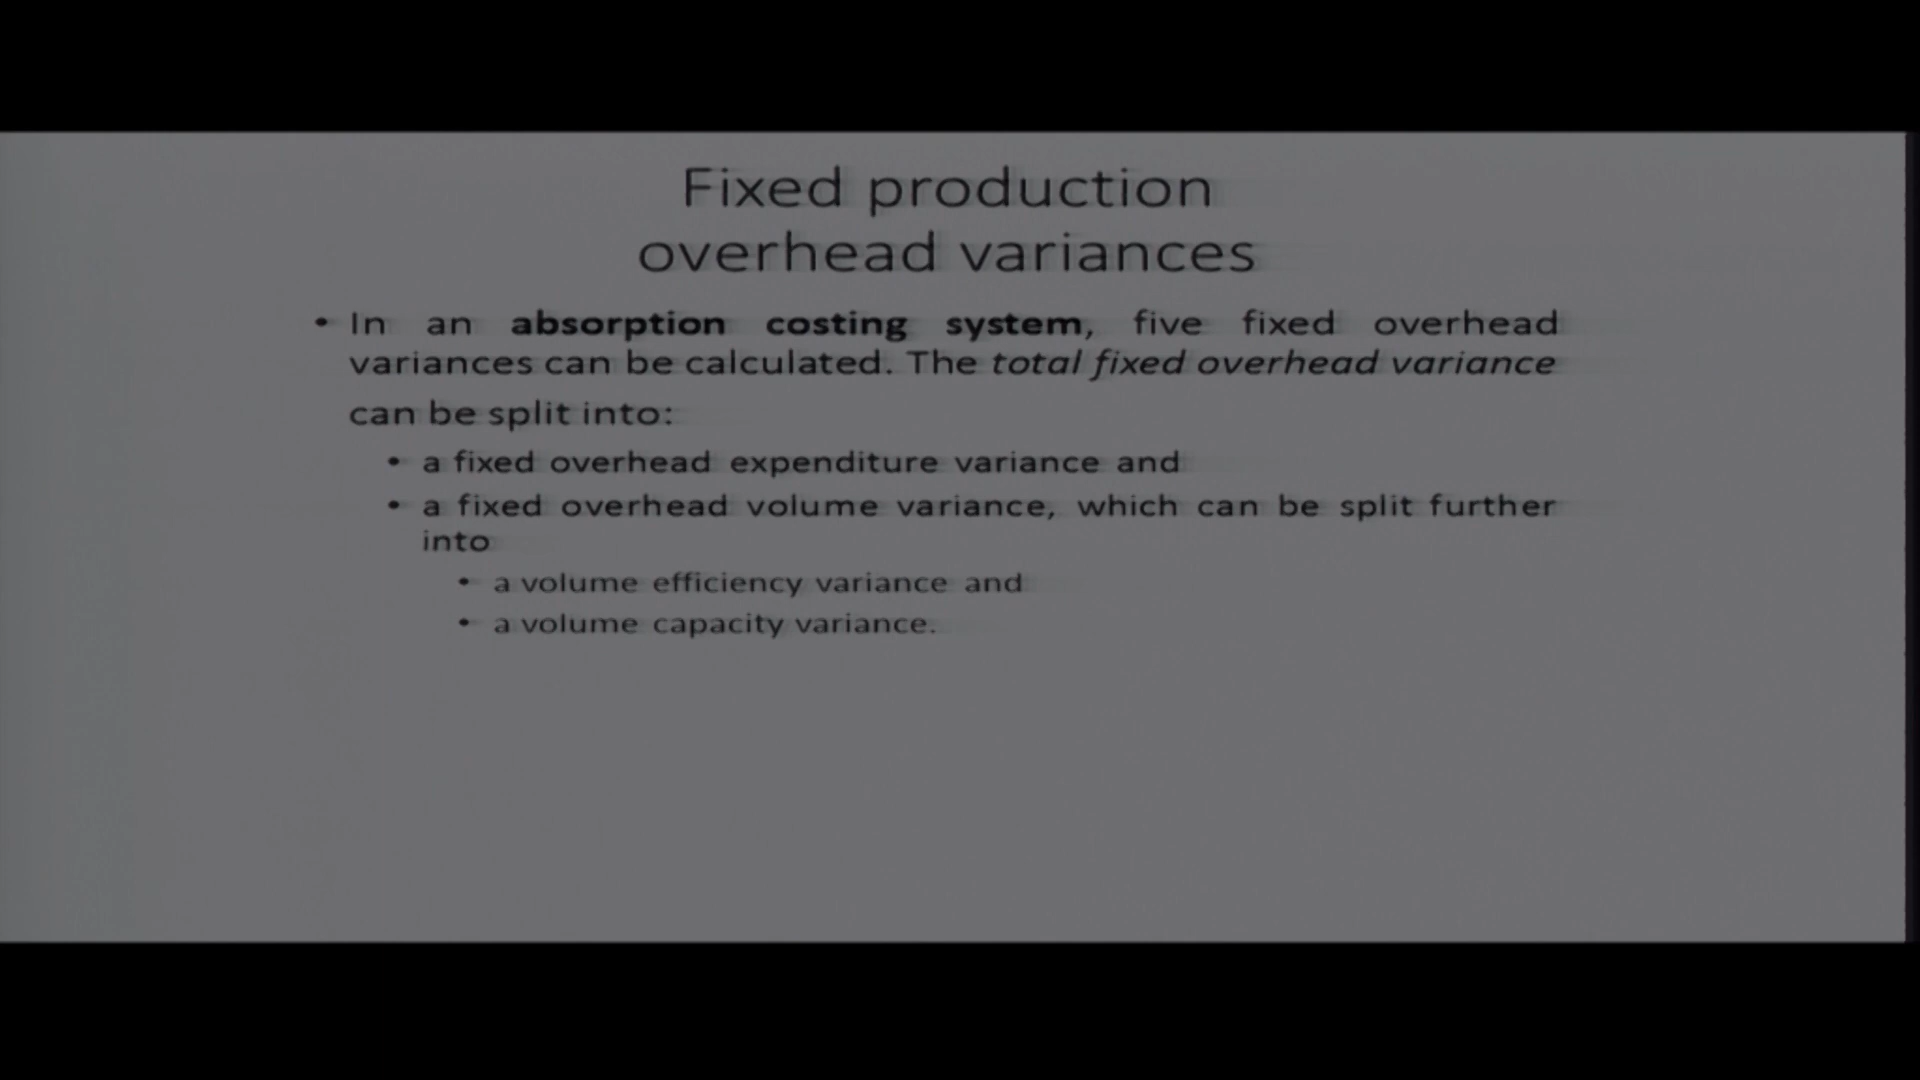 Fixed production
overhead variances
• In an absorption costing system, five fixed overhead
variances can be calculated. The total fixed overhead variance
can be split into:
• a fixed overhead expenditure variance and
• a fixed overhead volume variance, which can be split further
into
• a volume efficiency variance and
• a volume capacity variance.